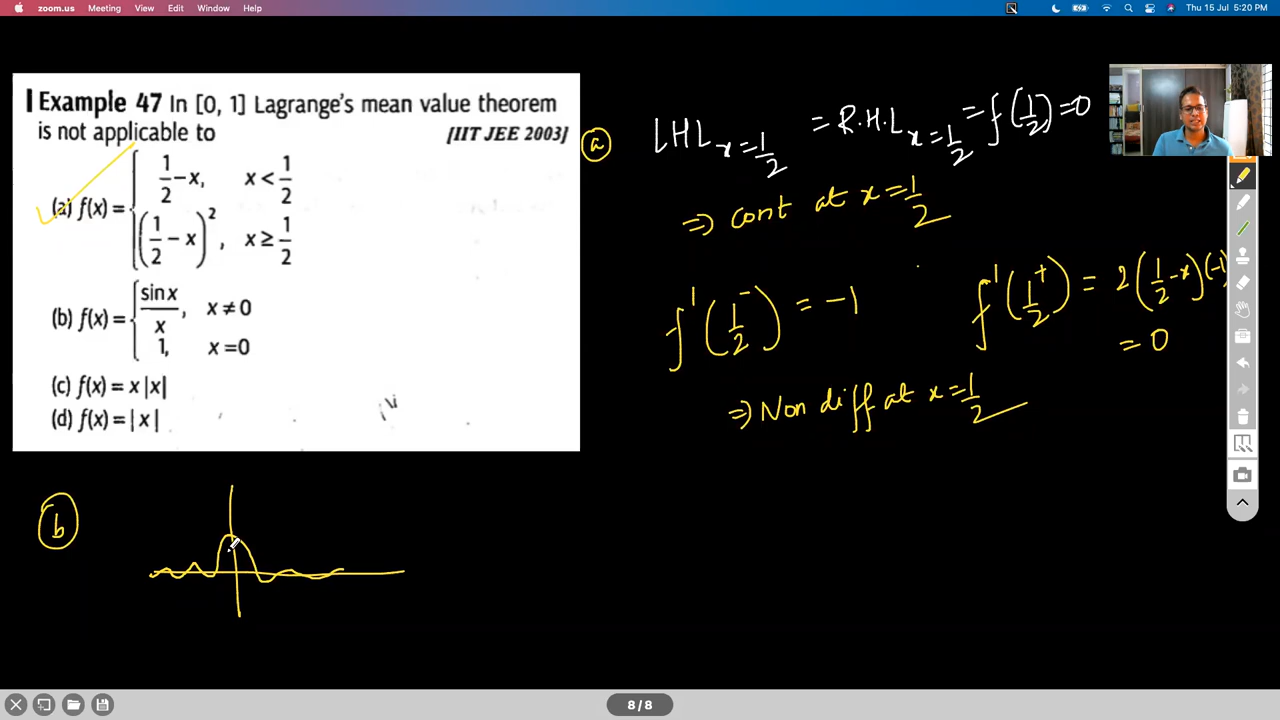 zoom.us Meeting View Edit Window Help Thu 15 Jul 5:20 PM
Example 47 In [0, 1] Lagrange's mean value theorem
is not applicable to [IIT JEE 2003]
(a) f(x) = { 1/2 − x, x < 1/2
(1/2 − x)², x ≥ 1/2
(b) f(x) = { sin x / x, x ≠ 0
1, x = 0
(c) f(x) = x |x|
(d) f(x) = | x |
(a) LHL x=1/2 = R.H.L x=1/2 = f(1/2) = 0
⇒ cont at x = 1/2
f'(1/2⁻) = −1 f'(1/2⁺) = 2(1/2 − x)(−1)
= 0
⇒ Non diff at x = 1/2
(b)
8 / 8